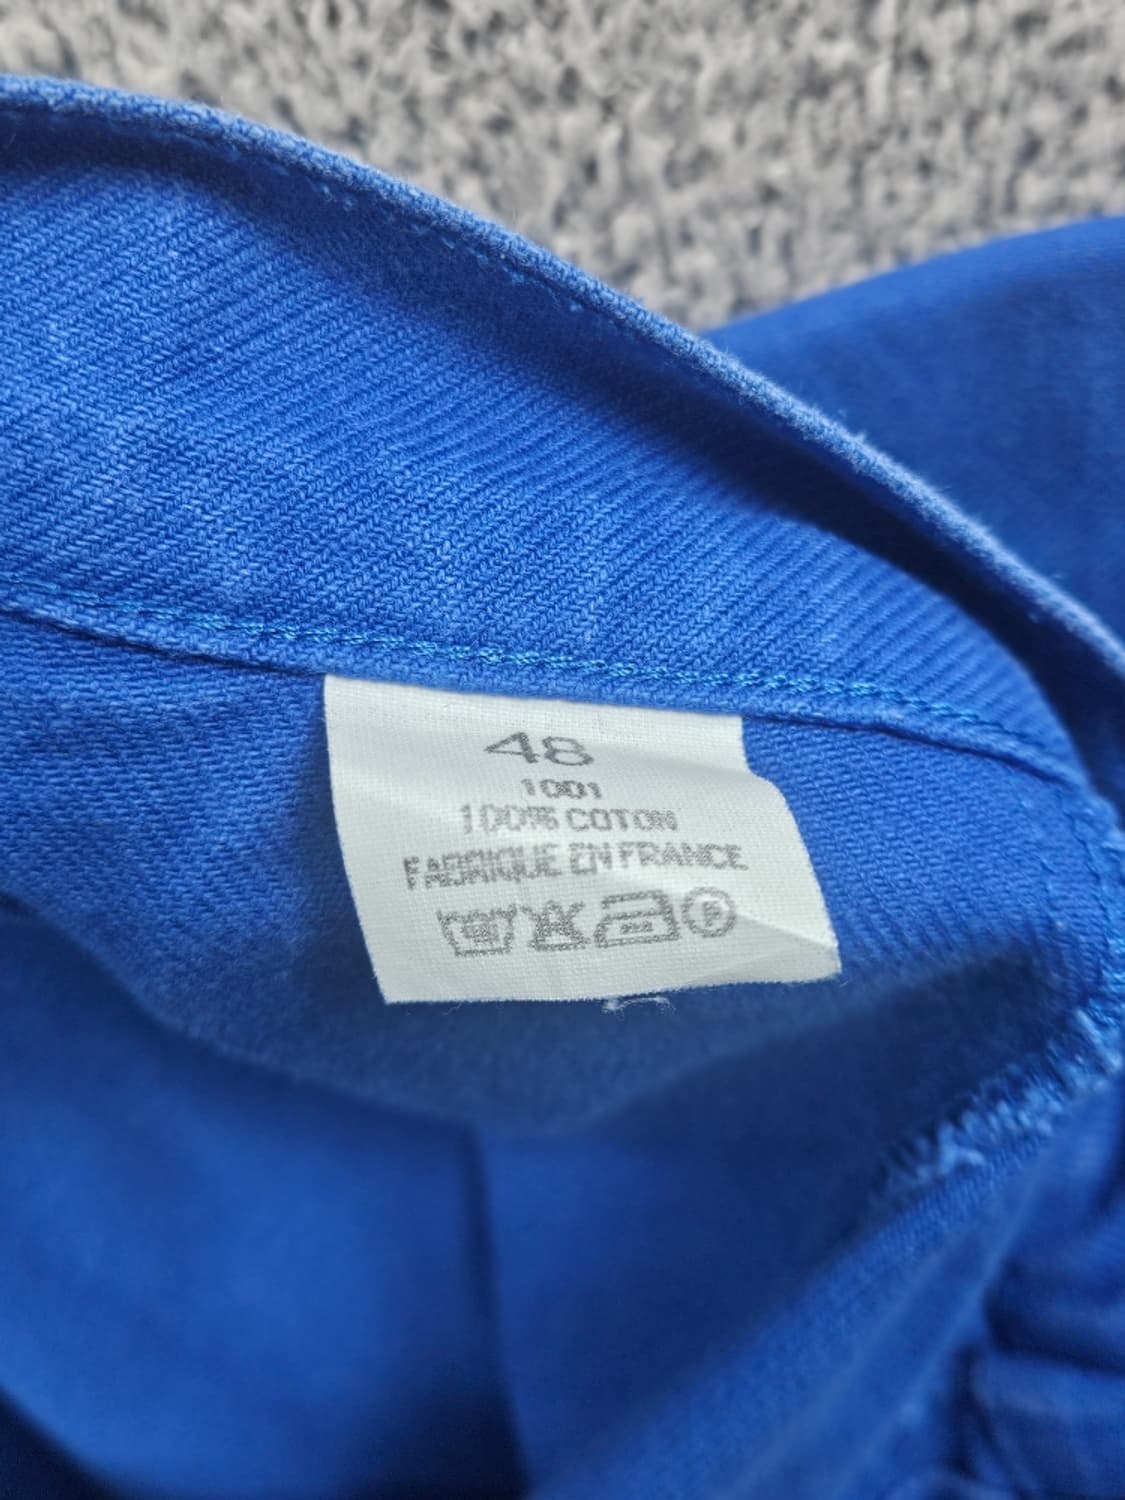 48
1001
100% COTON
FABRIQUE EN FRANCE
P